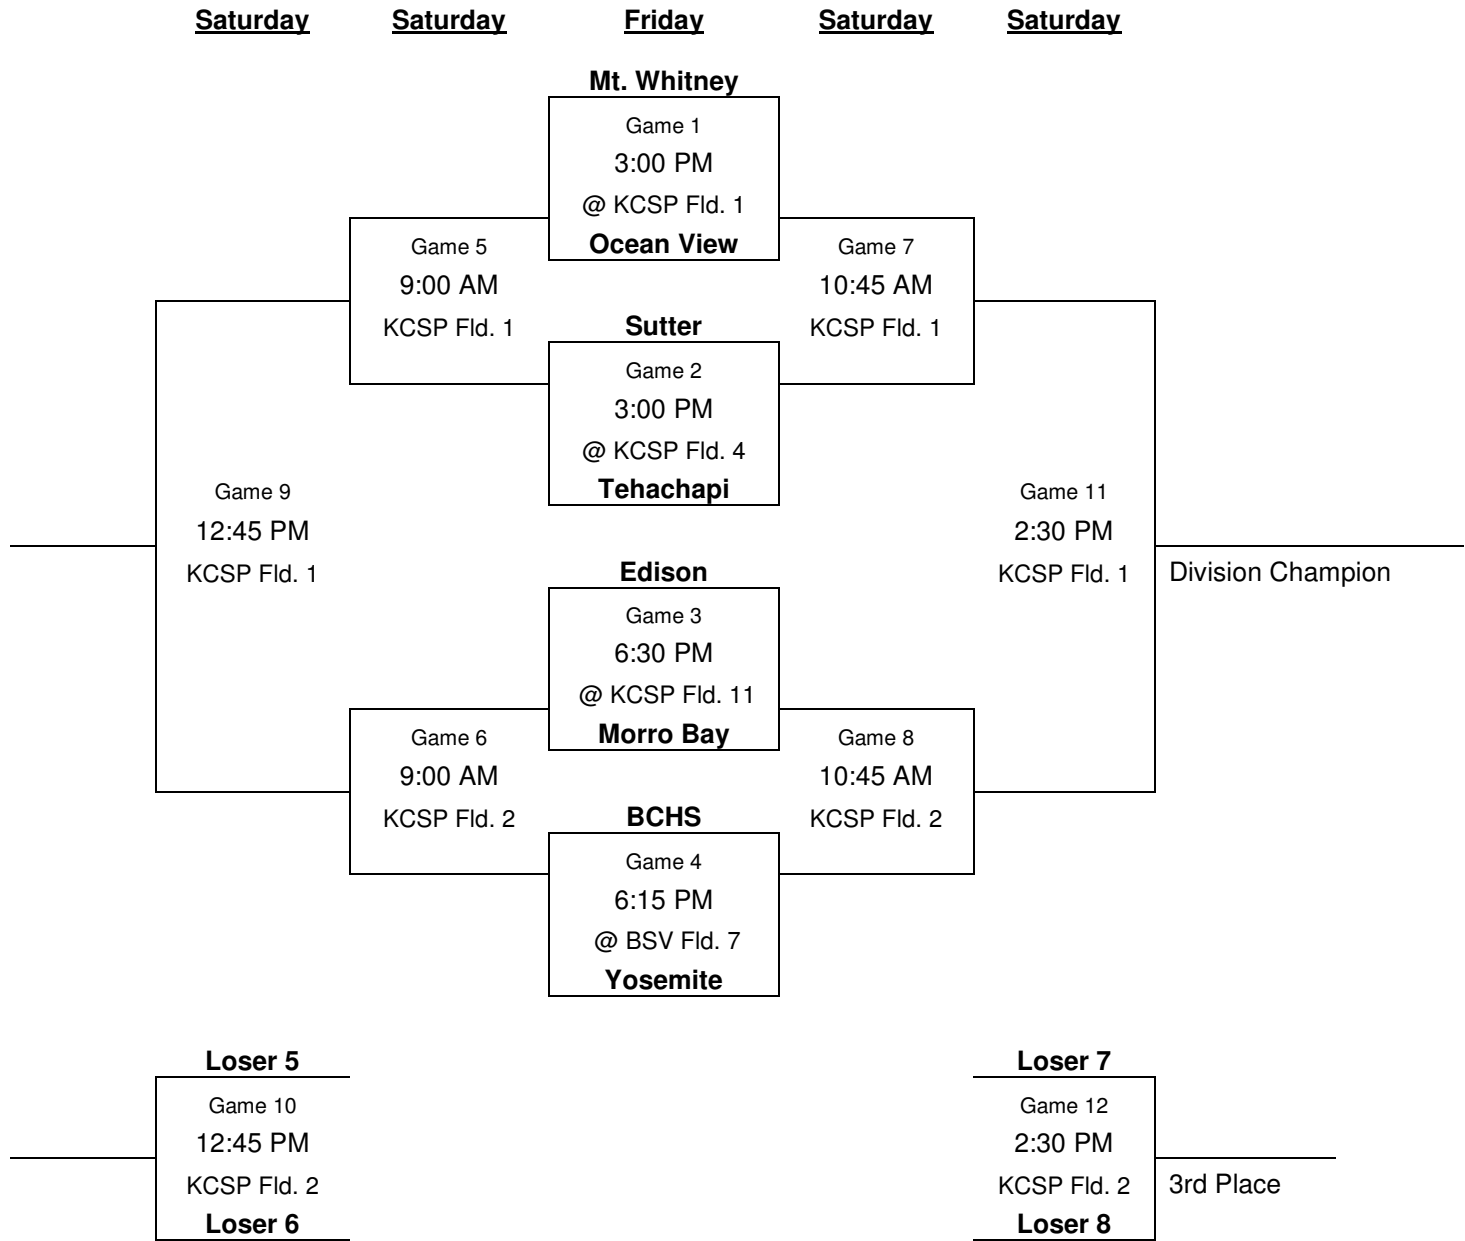 Saturday Saturday Friday Saturday Saturday
Mt. Whitney
Game 1
3:00 PM
@ KCSP Fld. 1
Ocean View
Game 5
9:00 AM
KCSP Fld. 1
Game 7
10:45 AM
KCSP Fld. 1
Sutter
Game 2
3:00 PM
@ KCSP Fld. 4
Tehachapi
Game 9
12:45 PM
KCSP Fld. 1
Game 11
2:30 PM
KCSP Fld. 1
Division Champion
Edison
Game 3
6:30 PM
@ KCSP Fld. 11
Morro Bay
Game 6
9:00 AM
KCSP Fld. 2
Game 8
10:45 AM
KCSP Fld. 2
BCHS
Game 4
6:15 PM
@ BSV Fld. 7
Yosemite
Loser 5
Game 10
12:45 PM
KCSP Fld. 2
Loser 6
Loser 7
Game 12
2:30 PM
KCSP Fld. 2
Loser 8
3rd Place